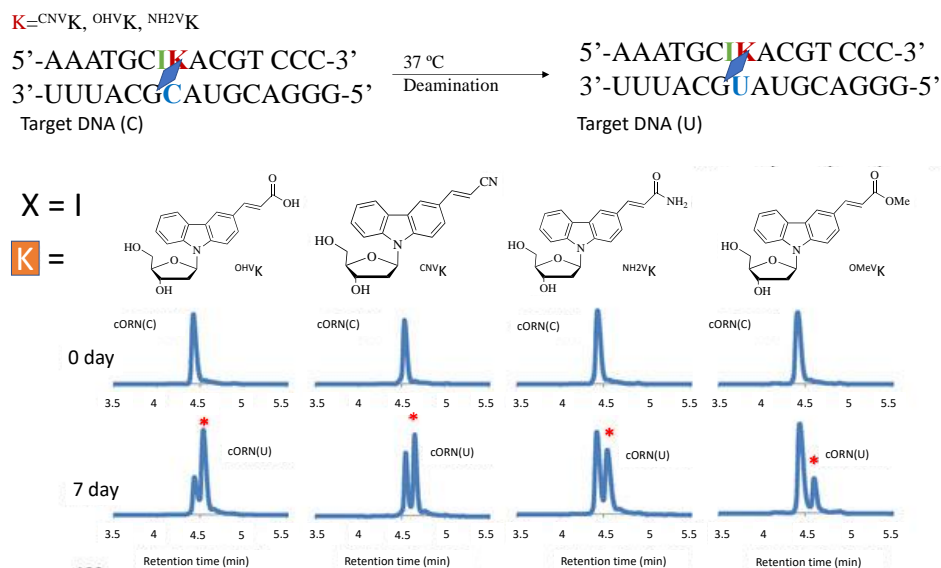 K=CNVK, OHVK, NH2VK
5’-AAATGCIKACGT CCC-3’
3’-UUUACGCAUGCAGGG-5’
Target DNA (C)
37 ºC
Deamination
5’-AAATGCIKACGT CCC-3’
3’-UUUACGUAUGCAGGG-5’
Target DNA (U)
X = I
K =
O
OH
HO
O
N
OH
OHVK
CN
HO
O
N
OH
CNVK
O
NH2
HO
O
N
OH
NH2VK
O
OMe
HO
O
N
OH
OMeVK
0 day
cORN(C)
3.5 4 4.5 5 5.5
cORN(C)
3.5 4 4.5 5 5.5
cORN(C)
3.5 4 4.5 5 5.5
cORN(C)
3.5 4 4.5 5 5.5
7 day
*
cORN(U)
3.5 4 4.5 5 5.5
Retention time (min)
*
cORN(U)
3.5 4 4.5 5 5.5
Retention time (min)
*
cORN(U)
3.5 4 4.5 5 5.5
Retention time (min)
*
cORN(U)
3.5 4 4.5 5 5.5
Retention time (min)